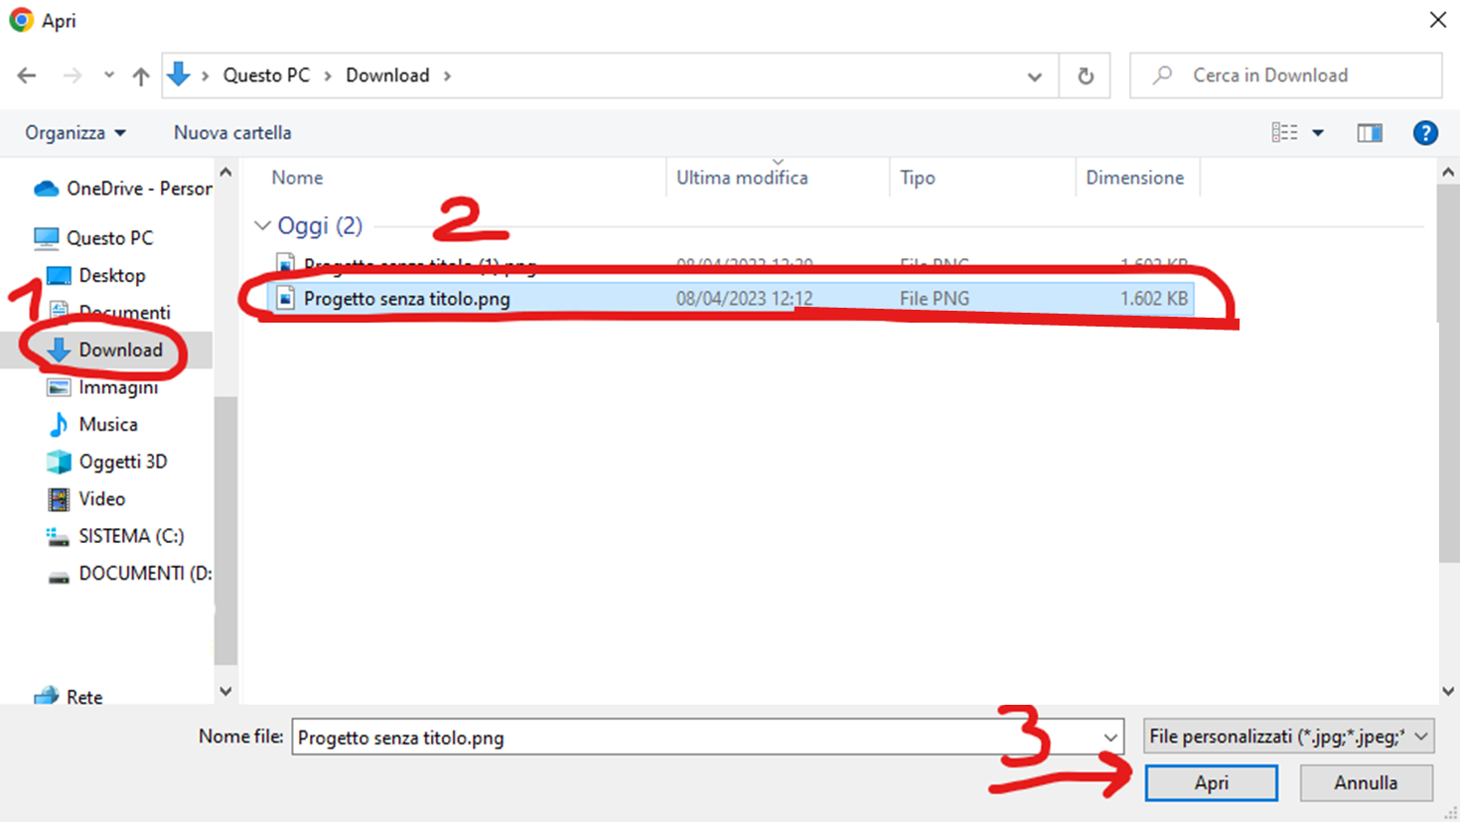 Apri
Questo PC > Download >
Cerca in Download
Organizza
Nuova cartella
?
OneDrive - Person
Questo PC
Desktop
Documenti
Download
Immagini
Musica
Oggetti 3D
Video
SISTEMA (C:)
DOCUMENTI (D:
Rete
1
Nome Ultima modifica Tipo Dimensione
Oggi (2)
2
Progetto senza titolo (1).png 08/04/2023 12:20 File PNG 1.602 KB
Progetto senza titolo.png 08/04/2023 12:12 File PNG 1.602 KB
3
Nome file: Progetto senza titolo.png File personalizzati (*.jpg;*.jpeg;*
Apri Annulla